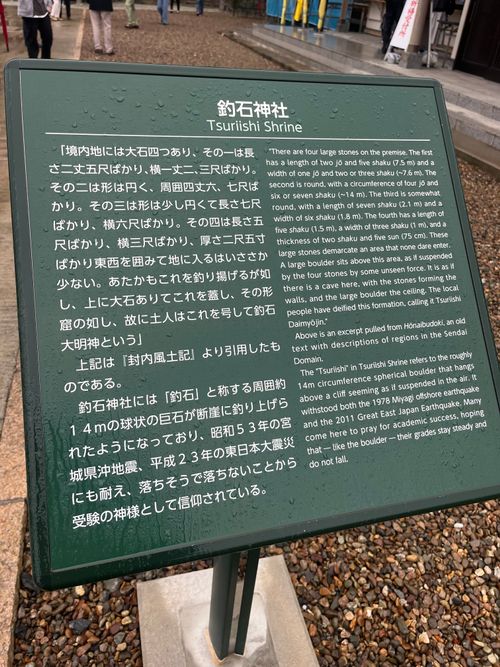 釣石神社
Tsuriishi Shrine
「境内地には大石四つあり、その一は長
さ二丈五尺ばかり、横一丈二、三尺ばかり。
その二は形は円く、周囲四丈六、七尺ば
かり。その三は形は少し円くて長さ七尺
ばかり、横六尺ばかり。その四は長さ五
尺ばかり、横三尺ばかり、厚さ二尺五寸
ばかり東西を囲みて地に入るはいささか
少ない。あたかもこれを釣り揚げるが如
し、上に大石ありてこれを蓋し、その形
窟の如し、故に土人はこれを号して釣石
大明神という」
上記は『封内風土記』より引用したも
のである。
釣石神社には「釣石」と称する周囲約
１４ｍの球状の巨石が断崖に釣り上げら
れたようになっており、昭和５３年の宮
城県沖地震、平成２３年の東日本大震災
にも耐え、落ちそうで落ちないことから
受験の神様として信仰されている。
"There are four large stones on the premise. The first
has a length of two jō and five shaku (7.5 m) and a
width of one jō and two or three shaku (~7.6 m). The
second is round, with a circumference of four jō and
six or seven shaku (~14 m). The third is somewhat
round, with a length of seven shaku (2.1 m) and a
width of six shaku (1.8 m). The fourth has a length of
five shaku (1.5 m), a width of three shaku (1 m), and a
thickness of two shaku and five sun (75 cm). These
large stones demarcate an area that none dare enter.
A large boulder sits above this area, as if suspended
by the four stones by some unseen force. It is as if
there is a cave here, with the stones forming the
walls, and the large boulder the ceiling. The local
people have deified this formation, calling it Tsuriishi
Daimyōjin."
Above is an excerpt pulled from Hōnaibudoki, an old
text with descriptions of regions in the Sendai
Domain.
The "Tsuriishi" in Tsuriishi Shrine refers to the roughly
14m circumference spherical boulder that hangs
above a cliff seeming as if suspended in the air. It
withstood both the 1978 Miyagi offshore earthquake
and the 2011 Great East Japan Earthquake. Many
come here to pray for academic success, hoping
that — like the boulder — their grades stay steady and
do not fall.